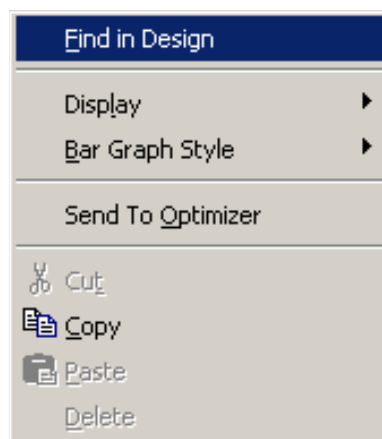 Find in Design
Display
Bar Graph Style
Send To Optimizer
Cut
Copy
Paste
Delete